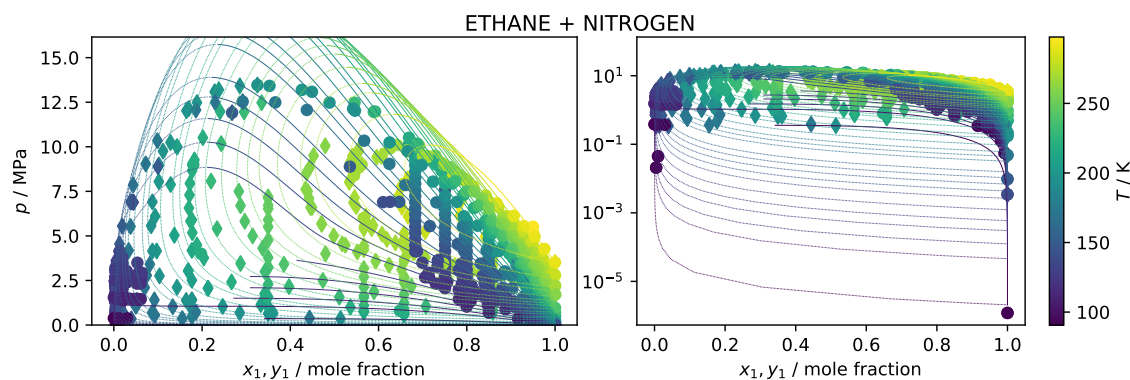 ETHANE + NITROGEN
p / MPa
15.0
12.5
10.0
7.5
5.0
2.5
0.0
0.0 0.2 0.4 0.6 0.8 1.0
x₁, y₁ / mole fraction
10¹
10⁻¹
10⁻³
10⁻⁵
0.0 0.2 0.4 0.6 0.8 1.0
x₁, y₁ / mole fraction
250
200
150
100
T / K